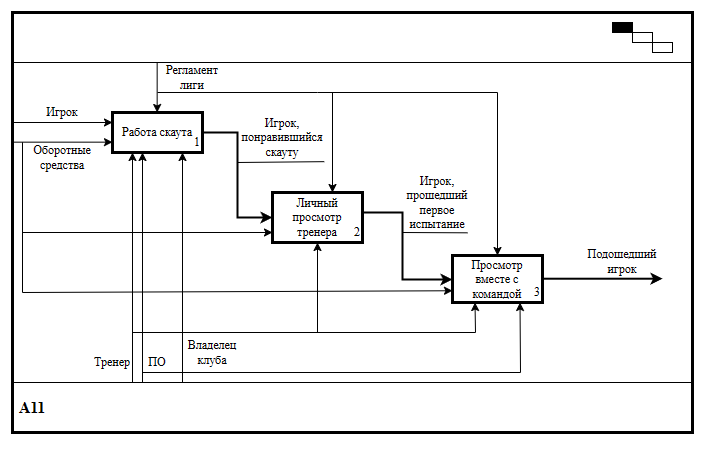 Регламент
лиги
Игрок
Оборотные
средства
Работа скаута
1
Игрок,
понравившийся
скауту
Личный
просмотр
тренера
2
Игрок,
прошедший
первое
испытание
Просмотр
вместе с
командой
3
Подошедший
игрок
Тренер
ПО
Владелец
клуба
A11